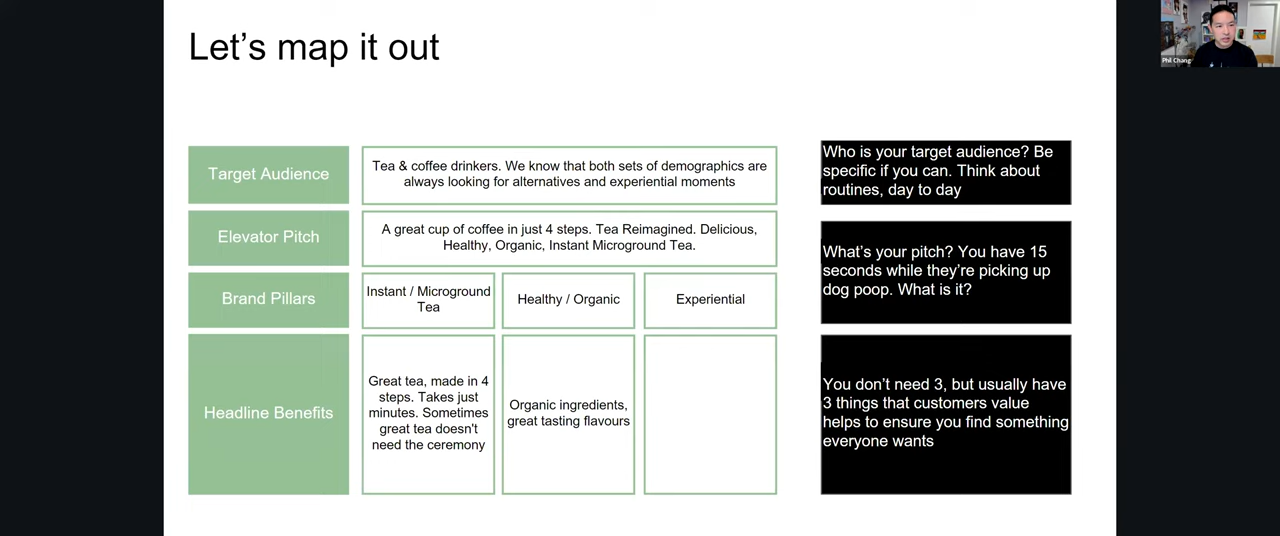 Let's map it out
Phil Chang
Target Audience
Tea & coffee drinkers. We know that both sets of demographics are
always looking for alternatives and experiential moments
Who is your target audience? Be
specific if you can. Think about
routines, day to day
Elevator Pitch
A great cup of coffee in just 4 steps. Tea Reimagined. Delicious,
Healthy, Organic, Instant Microground Tea.
What's your pitch? You have 15
seconds while they're picking up
dog poop. What is it?
Brand Pillars
Instant / Microground
Tea
Healthy / Organic
Experiential
Headline Benefits
Great tea, made in 4
steps. Takes just
minutes. Sometimes
great tea doesn't
need the ceremony
Organic ingredients,
great tasting flavours
You don't need 3, but usually have
3 things that customers value
helps to ensure you find something
everyone wants